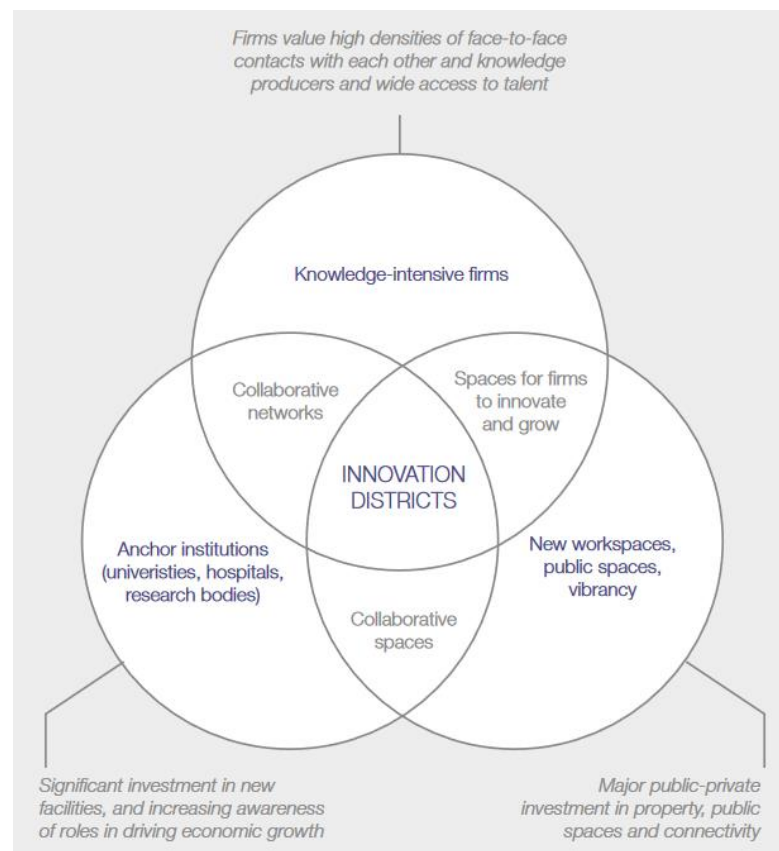 Firms value high densities of face-to-face
contacts with each other and knowledge
producers and wide access to talent
Knowledge-intensive firms
Collaborative
networks
Spaces for firms
to innovate
and grow
INNOVATION
DISTRICTS
Anchor institutions
(univeristies, hospitals,
research bodies)
New workspaces,
public spaces,
vibrancy
Collaborative
spaces
Significant investment in new
facilities, and increasing awareness
of roles in driving economic growth
Major public-private
investment in property, public
spaces and connectivity